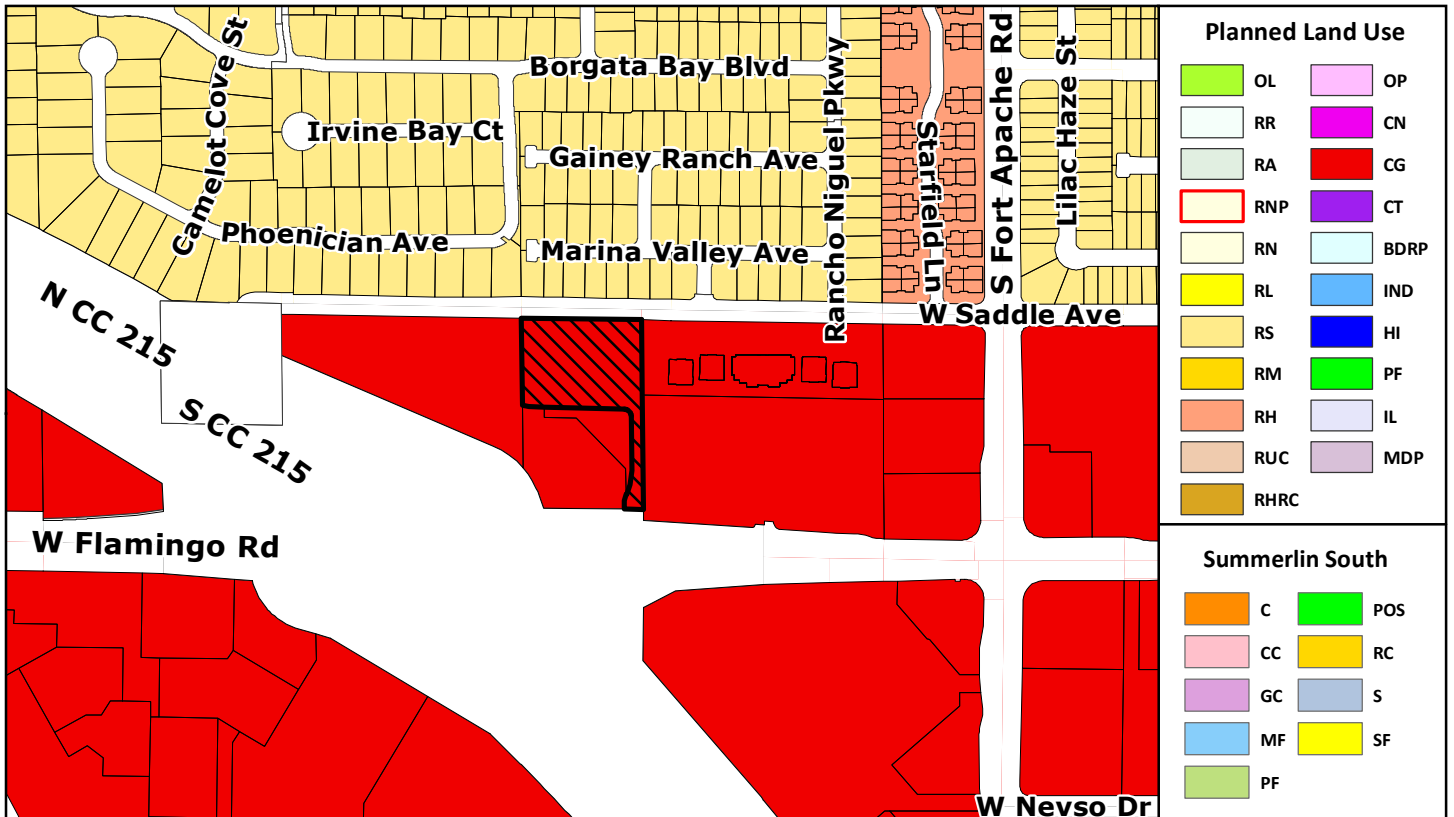 Camelot Cove St
Borgata Bay Blvd
Irvine Bay Ct
Gainey Ranch Ave
Phoenician Ave
Marina Valley Ave
Rancho Niguel Pkwy
Starfield Ln
S Fort Apache Rd
Lilac Haze St
W Saddle Ave
N CC 215
S CC 215
W Flamingo Rd
W Nevso Dr
Planned Land Use
OL
RR
RA
RNP
RN
RL
RS
RM
RH
RUC
RHRC
OP
CN
CG
CT
BDRP
IND
HI
PF
IL
MDP
Summerlin South
C
CC
GC
MF
PF
POS
RC
S
SF